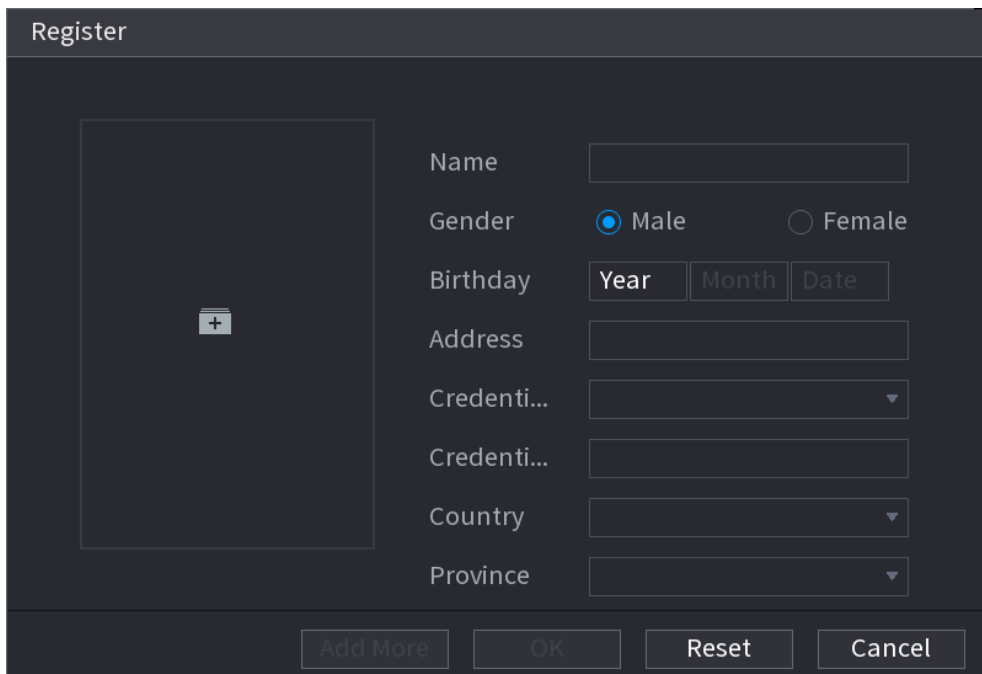 Register
Name
Gender Male Female
Birthday Year Month Date
Address
Credenti...
Credenti...
Country
Province
Add More OK Reset Cancel